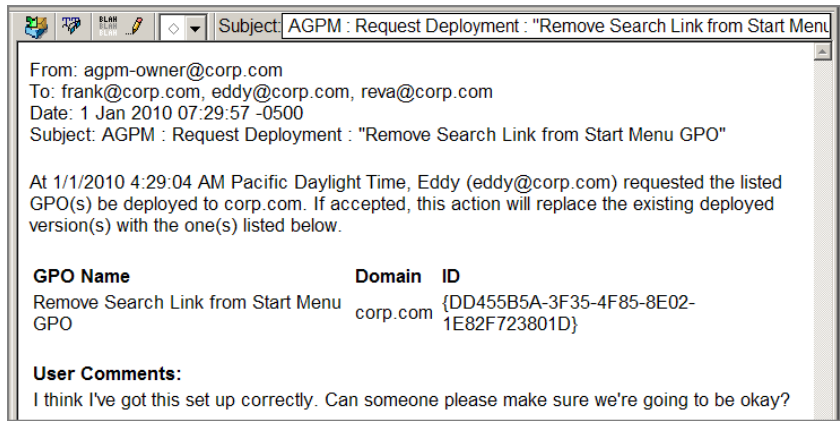 BLAH
BLAH
Subject: AGPM : Request Deployment : "Remove Search Link from Start Menu
From: agpm-owner@corp.com
To: frank@corp.com, eddy@corp.com, reva@corp.com
Date: 1 Jan 2010 07:29:57 -0500
Subject: AGPM : Request Deployment : "Remove Search Link from Start Menu GPO"
At 1/1/2010 4:29:04 AM Pacific Daylight Time, Eddy (eddy@corp.com) requested the listed
GPO(s) be deployed to corp.com. If accepted, this action will replace the existing deployed
version(s) with the one(s) listed below.
GPO Name Domain ID
Remove Search Link from Start Menu
GPO
corp.com
{DD455B5A-3F35-4F85-8E02-
1E82F723801D}
User Comments:
I think I've got this set up correctly. Can someone please make sure we're going to be okay?